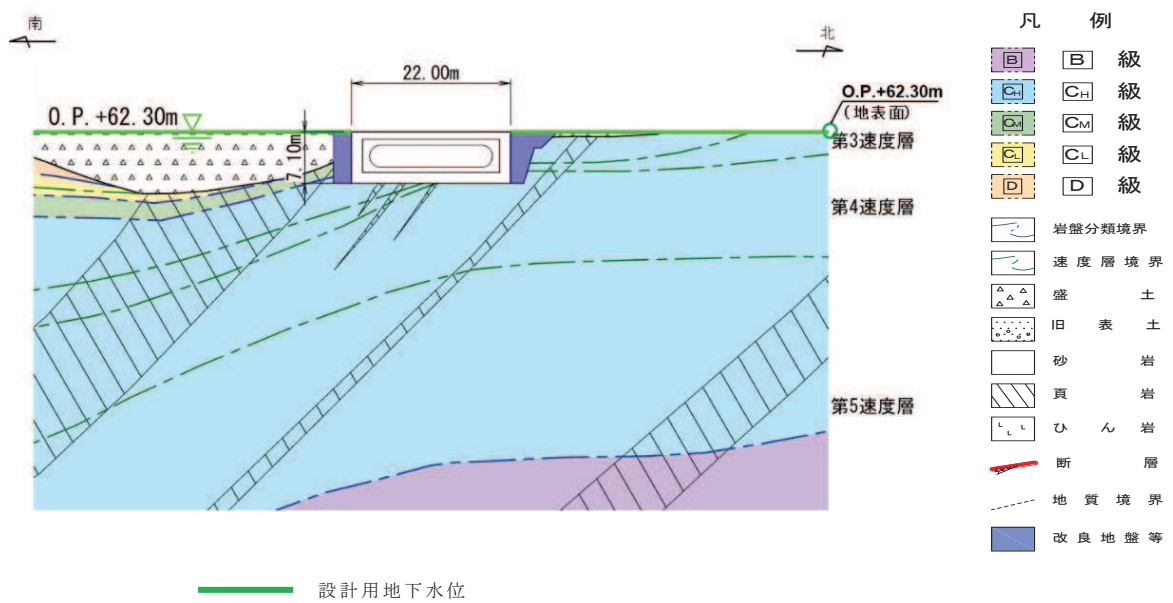 南
北
22.00m
O.P.+62.30m
7.10m
O.P.+62.30m
(地表面)
第3速度層
第4速度層
第5速度層
凡 例
B B 級
CH CH 級
CM CM 級
CL CL 級
D D 級
岩盤分類境界
速度層境界
盛 土
旧 表 土
砂 岩
頁 岩
ひ ん 岩
断 層
地 質 境 界
改 良 地 盤 等
設計用地下水位